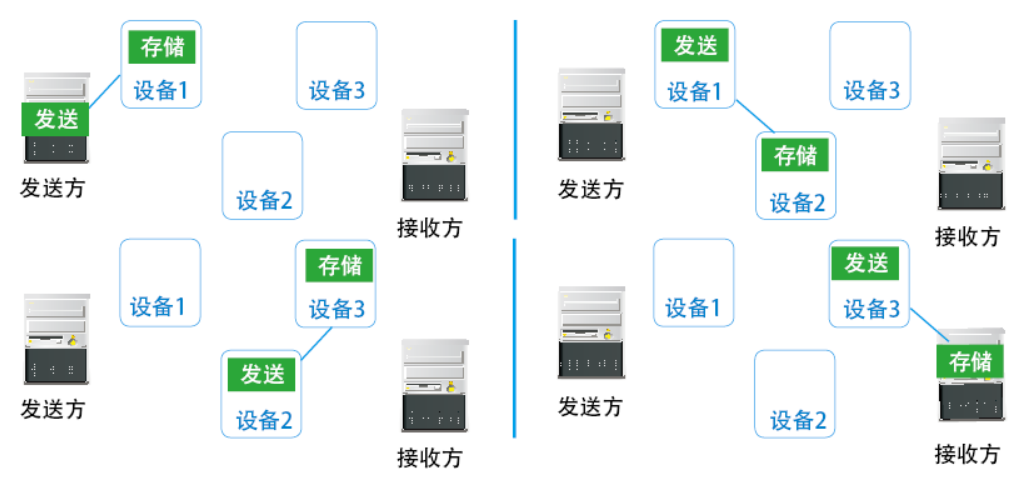 存储
设备1
设备3
发送
发送方
设备2
接收方
发送
设备1
设备3
存储
发送方
设备2
接收方
存储
设备1
设备3
发送
发送方
设备2
接收方
发送
设备1
设备3
存储
发送方
设备2
接收方